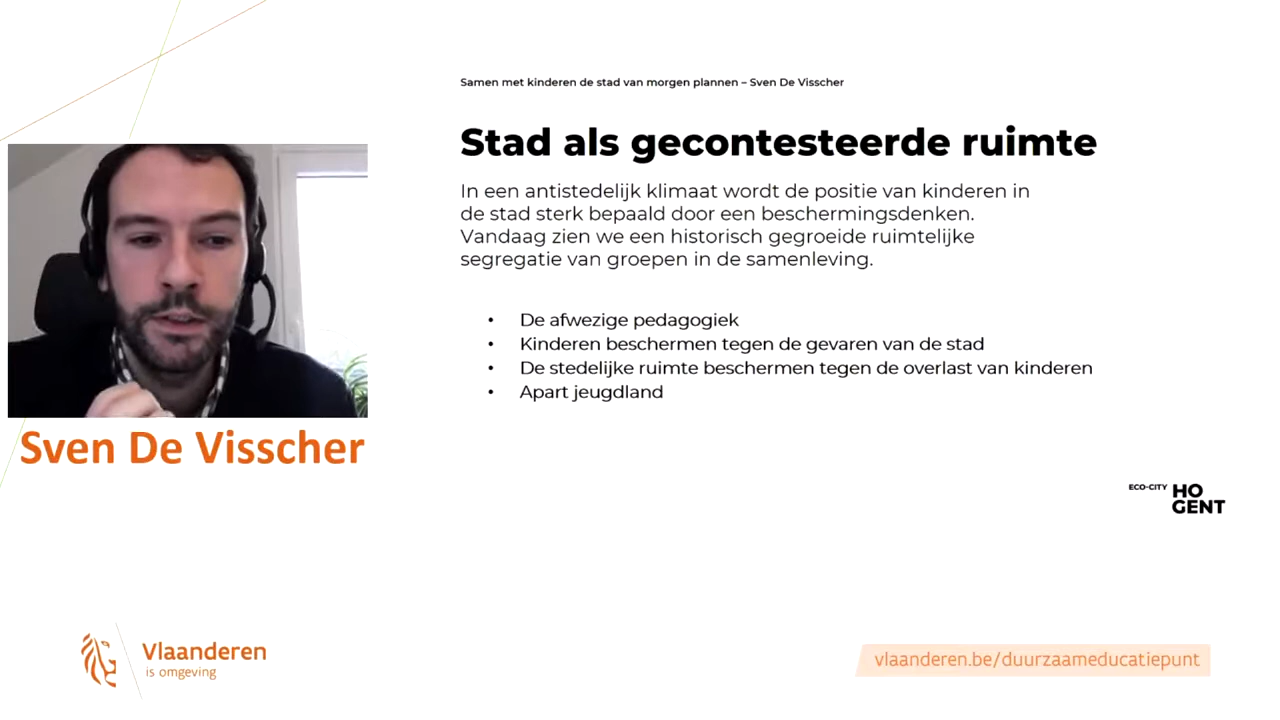 Samen met kinderen de stad van morgen plannen – Sven De Visscher
Stad als gecontesteerde ruimte
In een antistedelijk klimaat wordt de positie van kinderen in
de stad sterk bepaald door een beschermingsdenken.
Vandaag zien we een historisch gegroeide ruimtelijke
segregatie van groepen in de samenleving.
• De afwezige pedagogiek
• Kinderen beschermen tegen de gevaren van de stad
• De stedelijke ruimte beschermen tegen de overlast van kinderen
• Apart jeugdland
Sven De Visscher
ECO-CITY HO
GENT
Vlaanderen
is omgeving
vlaanderen.be/duurzaameducatiepunt